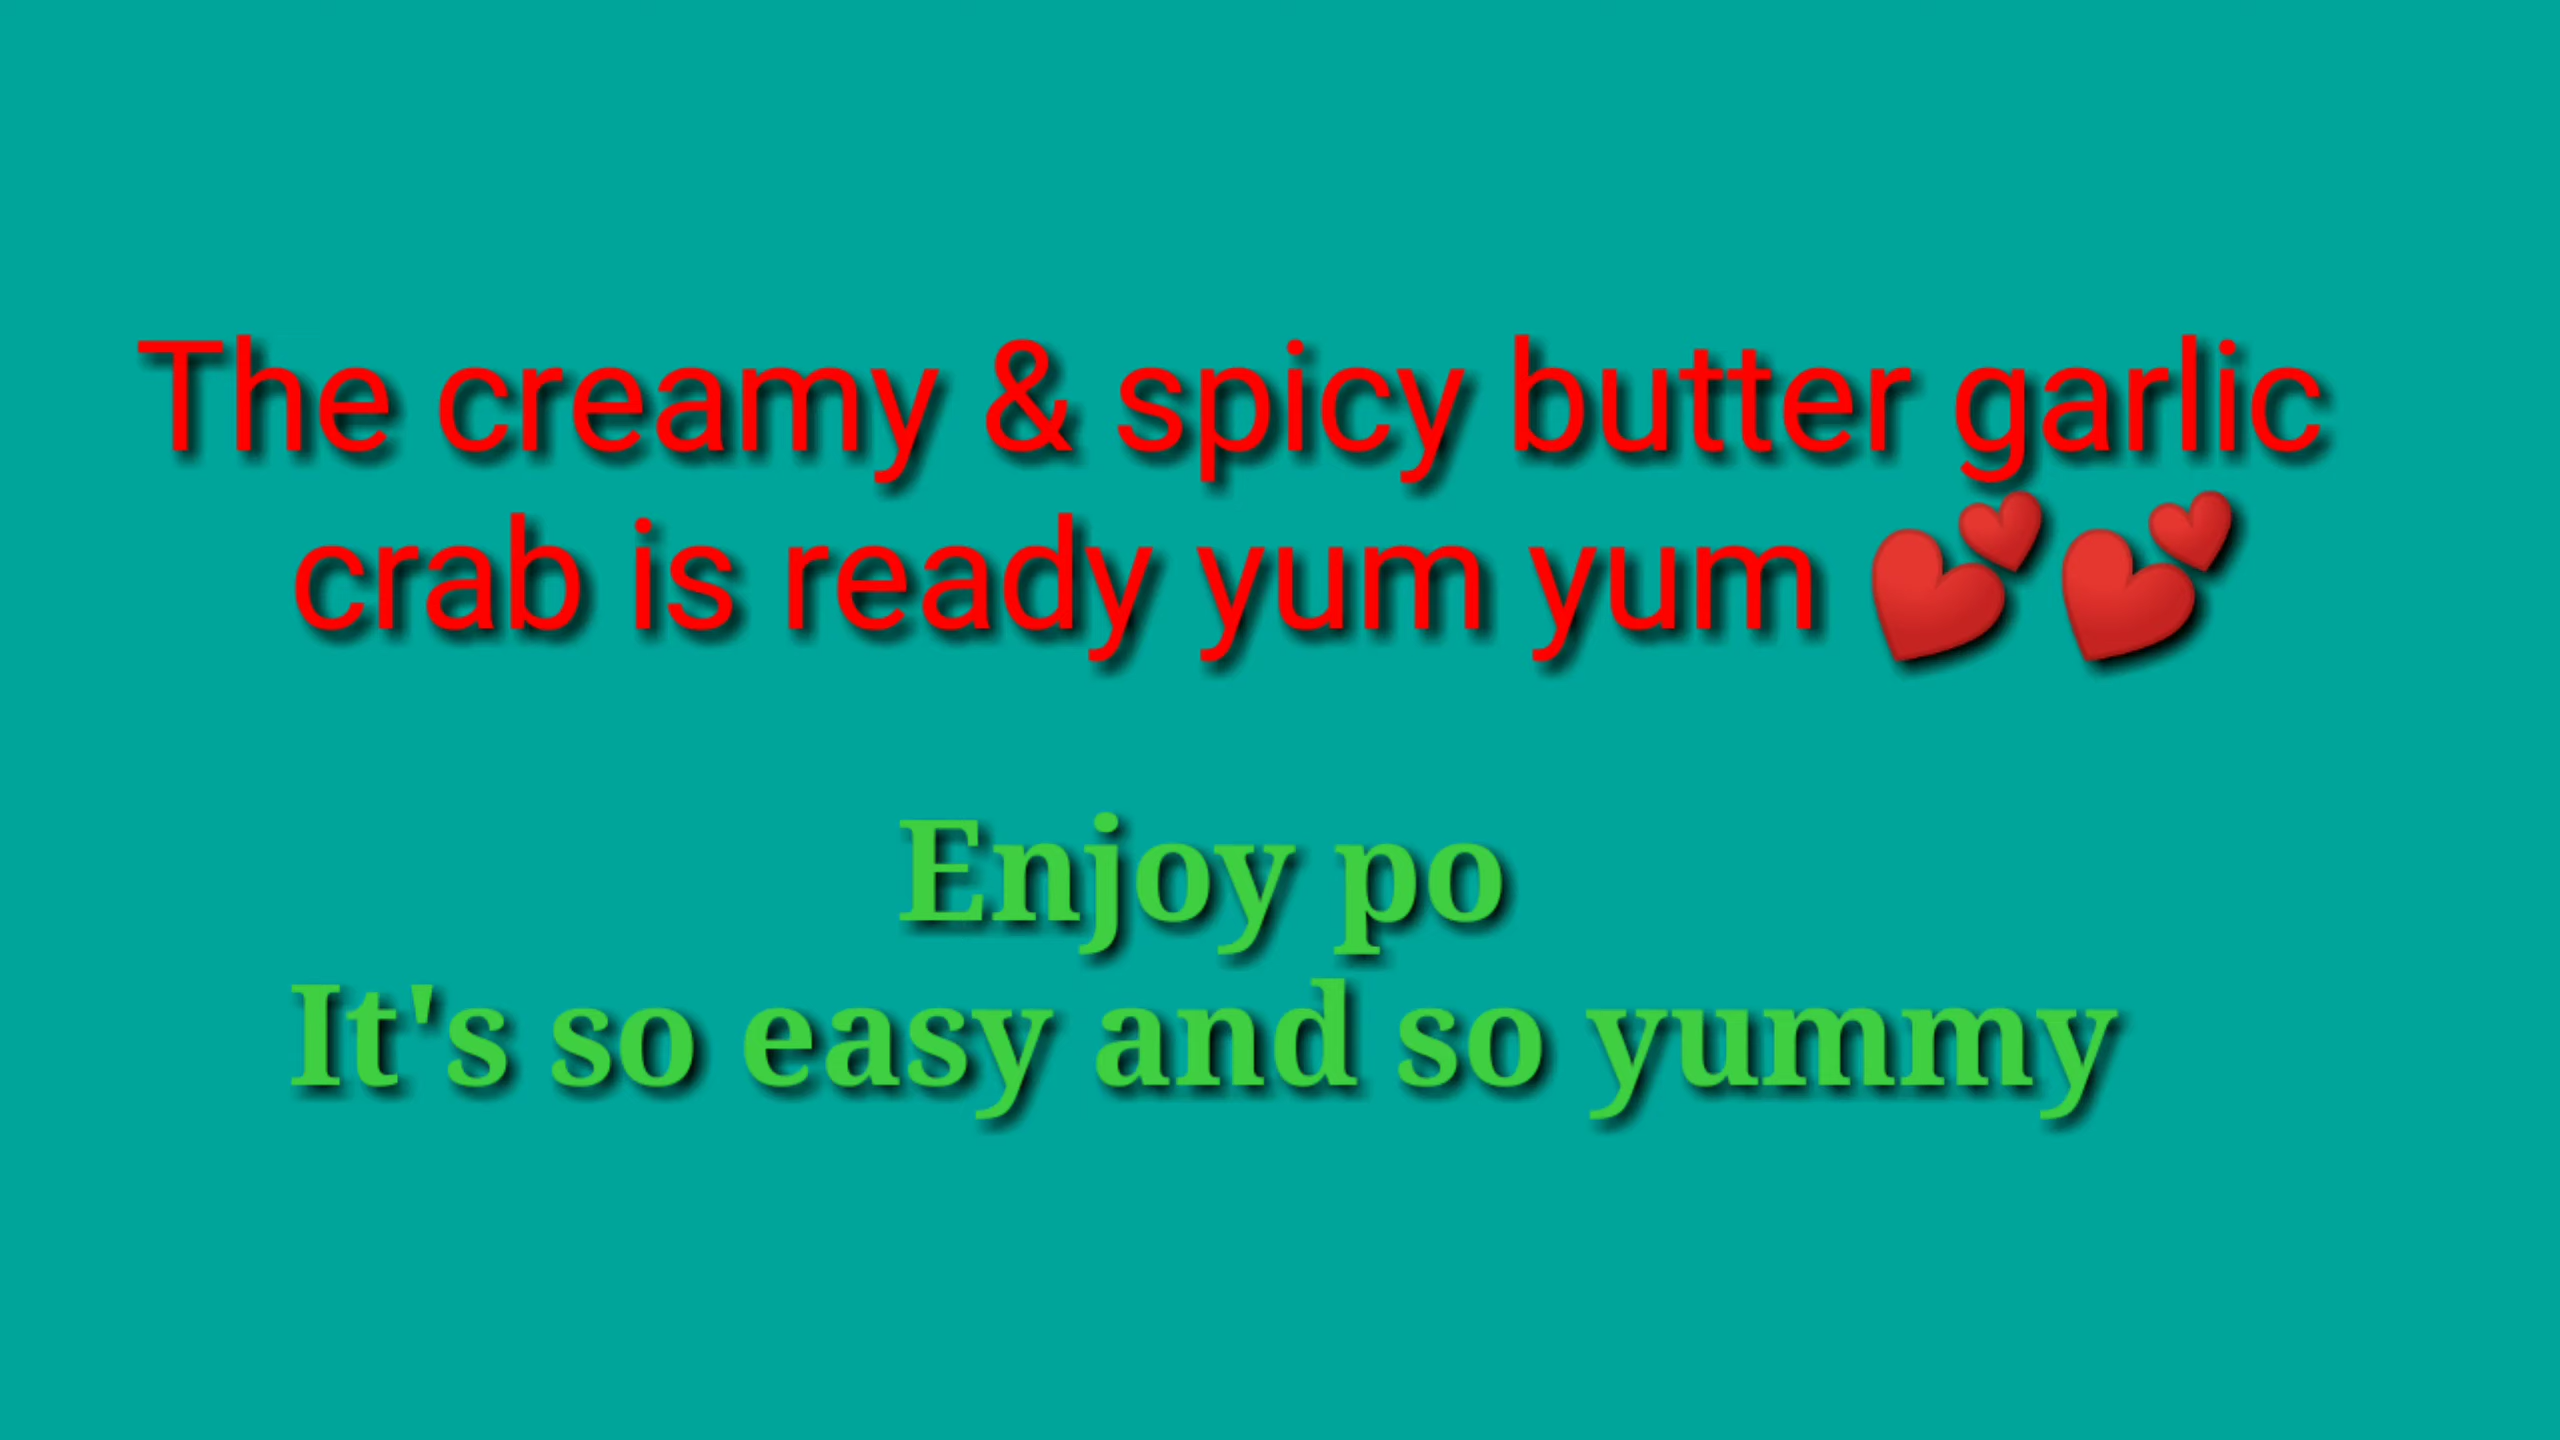 The creamy & spicy butter garlic
crab is ready yum yum 💕💕
Enjoy po
It's so easy and so yummy